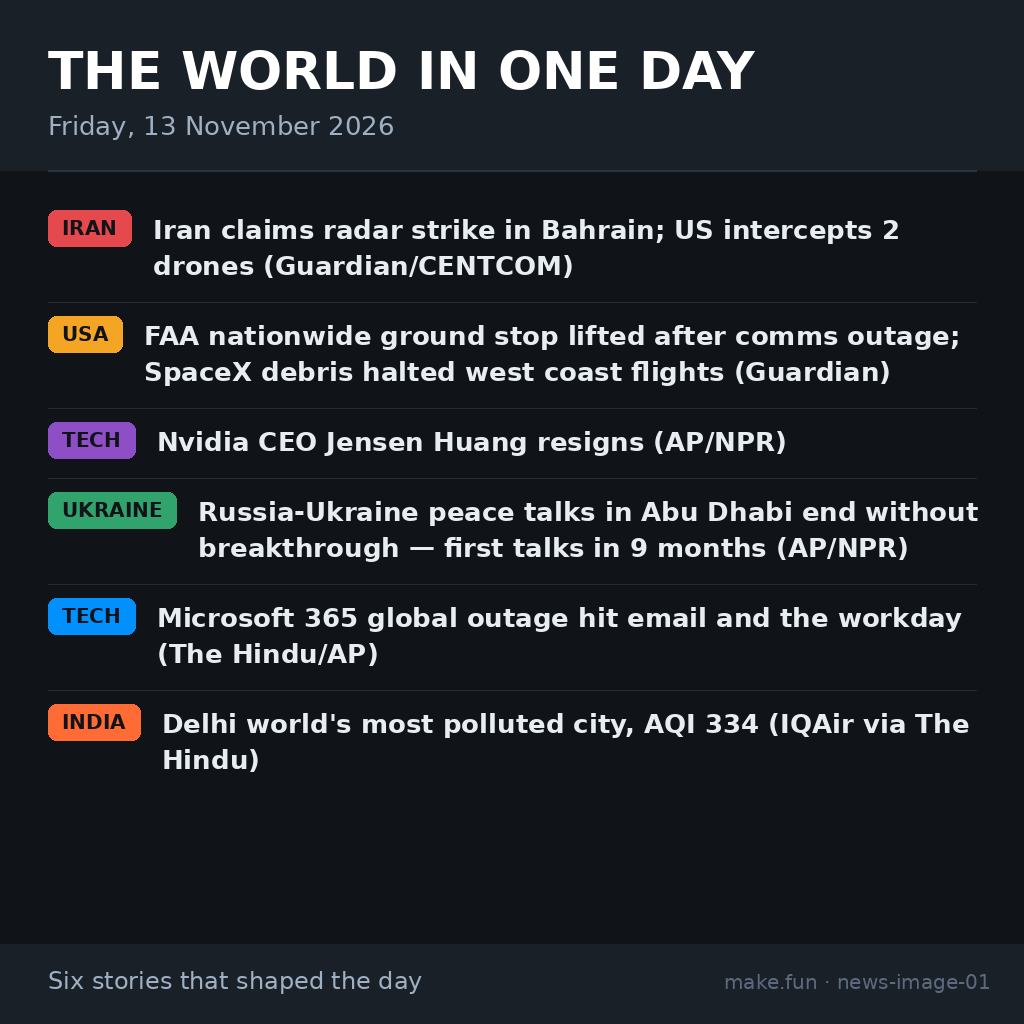 THE WORLD IN ONE DAY
Friday, 13 November 2026
IRAN
Iran claims radar strike in Bahrain; US intercepts 2
drones (Guardian/CENTCOM)
USA
FAA nationwide ground stop lifted after comms outage;
SpaceX debris halted west coast flights (Guardian)
TECH
Nvidia CEO Jensen Huang resigns (AP/NPR)
UKRAINE
Russia-Ukraine peace talks in Abu Dhabi end without
breakthrough — first talks in 9 months (AP/NPR)
TECH
Microsoft 365 global outage hit email and the workday
(The Hindu/AP)
INDIA
Delhi world's most polluted city, AQI 334 (IQAir via The
Hindu)
Six stories that shaped the day
make.fun · news-image-01